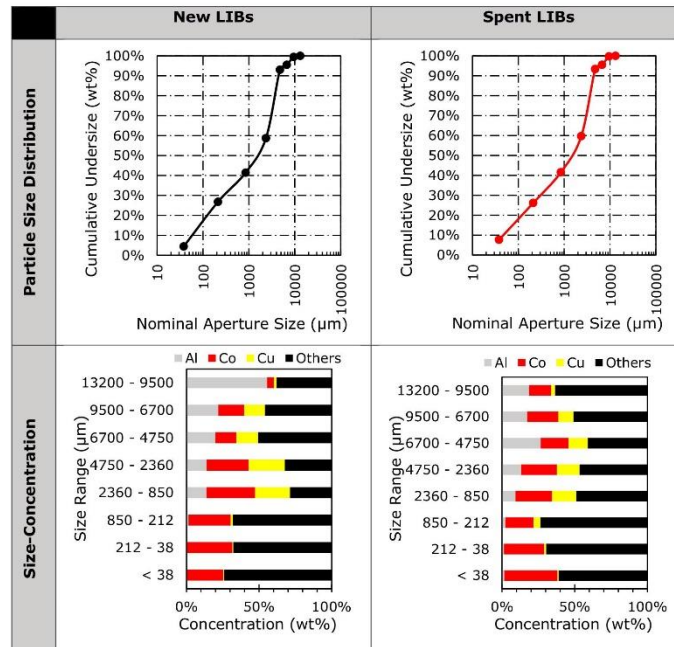 New LIBs
Spent LIBs
Particle Size Distribution
Cumulative Undersize (wt%)
100%
90%
80%
70%
60%
50%
40%
30%
20%
10%
0%
10
100
1000
10000
100000
Nominal Aperture Size (µm)
Cumulative Undersize (wt%)
100%
90%
80%
70%
60%
50%
40%
30%
20%
10%
0%
10
100
1000
10000
100000
Nominal Aperture Size (µm)
Size-Concentration
Al Co Cu Others
Size Range (µm)
13200 - 9500
9500 - 6700
6700 - 4750
4750 - 2360
2360 - 850
850 - 212
212 - 38
< 38
0% 50% 100%
Concentration (wt%)
Al Co Cu Others
Size Range (µm)
13200 - 9500
9500 - 6700
6700 - 4750
4750 - 2360
2360 - 850
850 - 212
212 - 38
< 38
0% 50% 100%
Concentration (wt%)